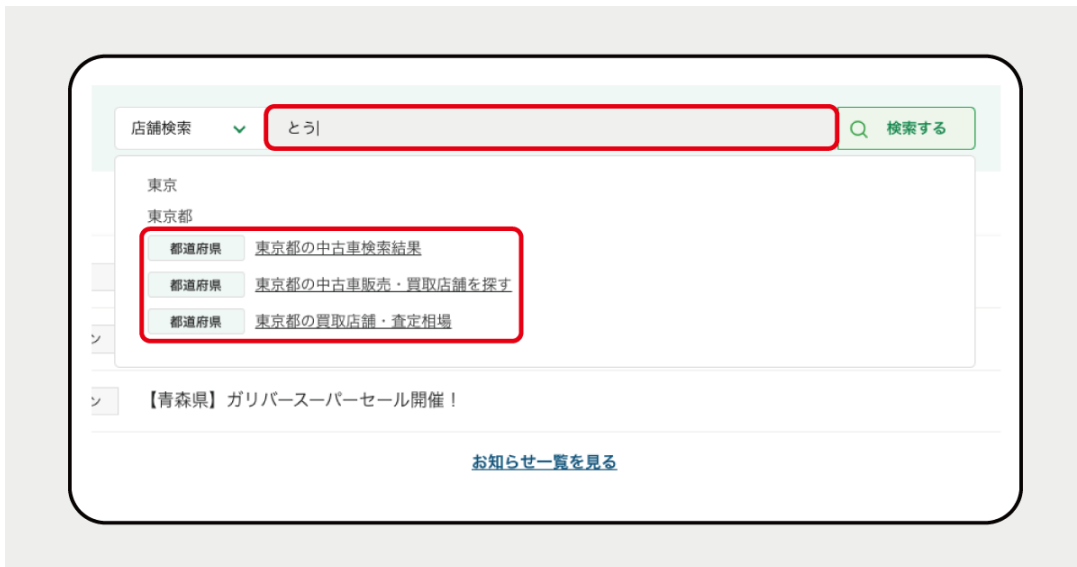 店舗検索 とう 検索する
東京
東京都
都道府県 東京都の中古車検索結果
都道府県 東京都の中古車販売・買取店舗を探す
都道府県 東京都の買取店舗・査定相場
ン
ン 【青森県】ガリバースーパーセール開催！
お知らせ一覧を見る